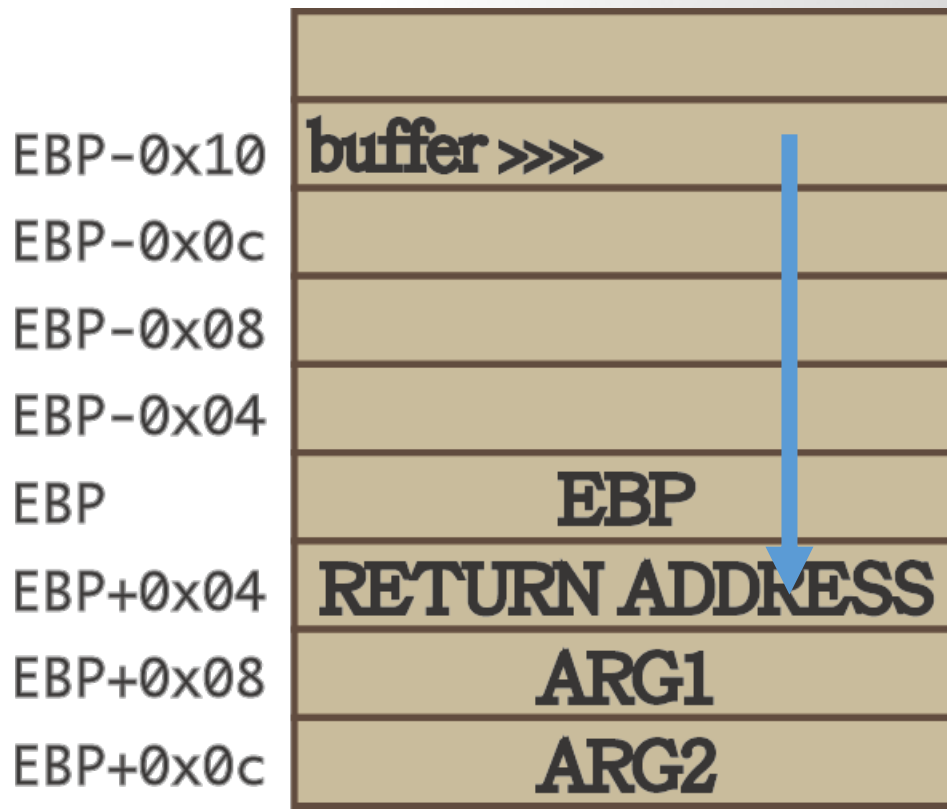 EBP-0x10 buffer >>>>
EBP-0x0c
EBP-0x08
EBP-0x04
EBP EBP
EBP+0x04 RETURN ADDRESS
EBP+0x08 ARG1
EBP+0x0c ARG2